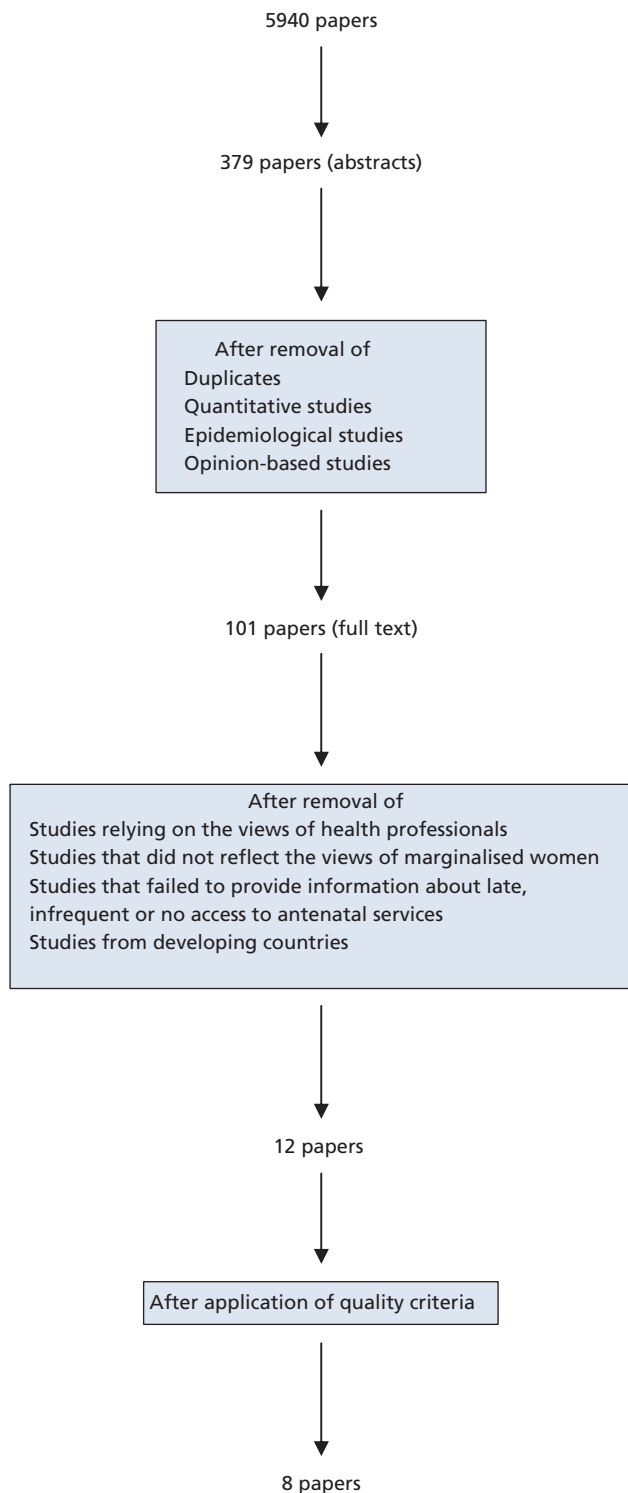 5940 papers
379 papers (abstracts)
After removal of
Duplicates
Quantitative studies
Epidemiological studies
Opinion-based studies
101 papers (full text)
After removal of
Studies relying on the views of health professionals
Studies that did not reflect the views of marginalised women
Studies that failed to provide information about late,
infrequent or no access to antenatal services
Studies from developing countries
12 papers
After application of quality criteria
8 papers